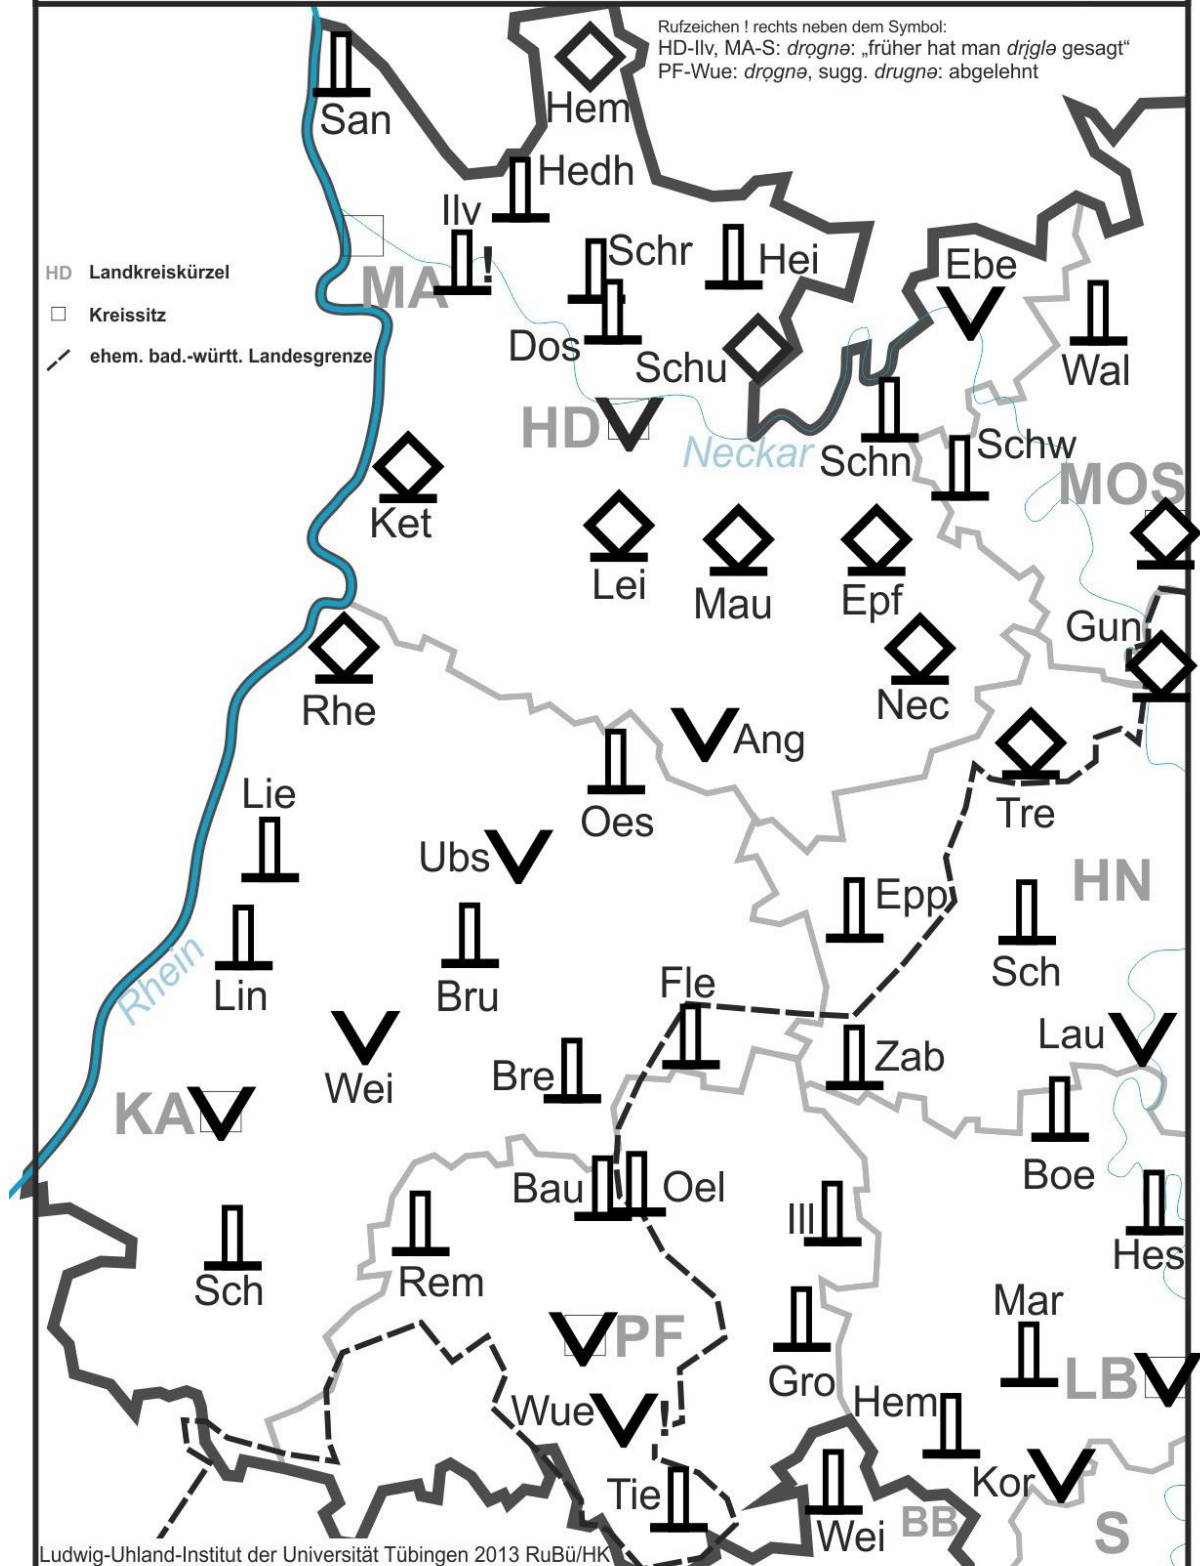 Rufzeichen ! rechts neben dem Symbol:
HD-Ilv, MA-S: drọgnə: „früher hat man drịglə gesagt“
PF-Wue: drọgnə, sugg. drugnə: abgelehnt
San
Hem
Hedh
Ilv
!
Schr
Hei
Ebe
HD Landkreiskürzel
MA
Kreissitz
Dos
Schu
Wal
ehem. bad.-württ. Landesgrenze
HD
Neckar
Schn
Schw
MOS
Ket
Lei
Mau
Epf
Gun
Rhe
Nec
Ang
Oes
Tre
Lie
Ubs
Epp
HN
Lin
Rhein
Bru
Sch
Fle
Lau
Zab
Wei
Bre
KA
Boe
Bau
Oel
Ill
Hes
Sch
Rem
Mar
PF
Gro
LB
Wue
!
Hem
Kor
Tie
Wei
BB
S
Ludwig-Uhland-Institut der Universität Tübingen 2013 RuBü/HK